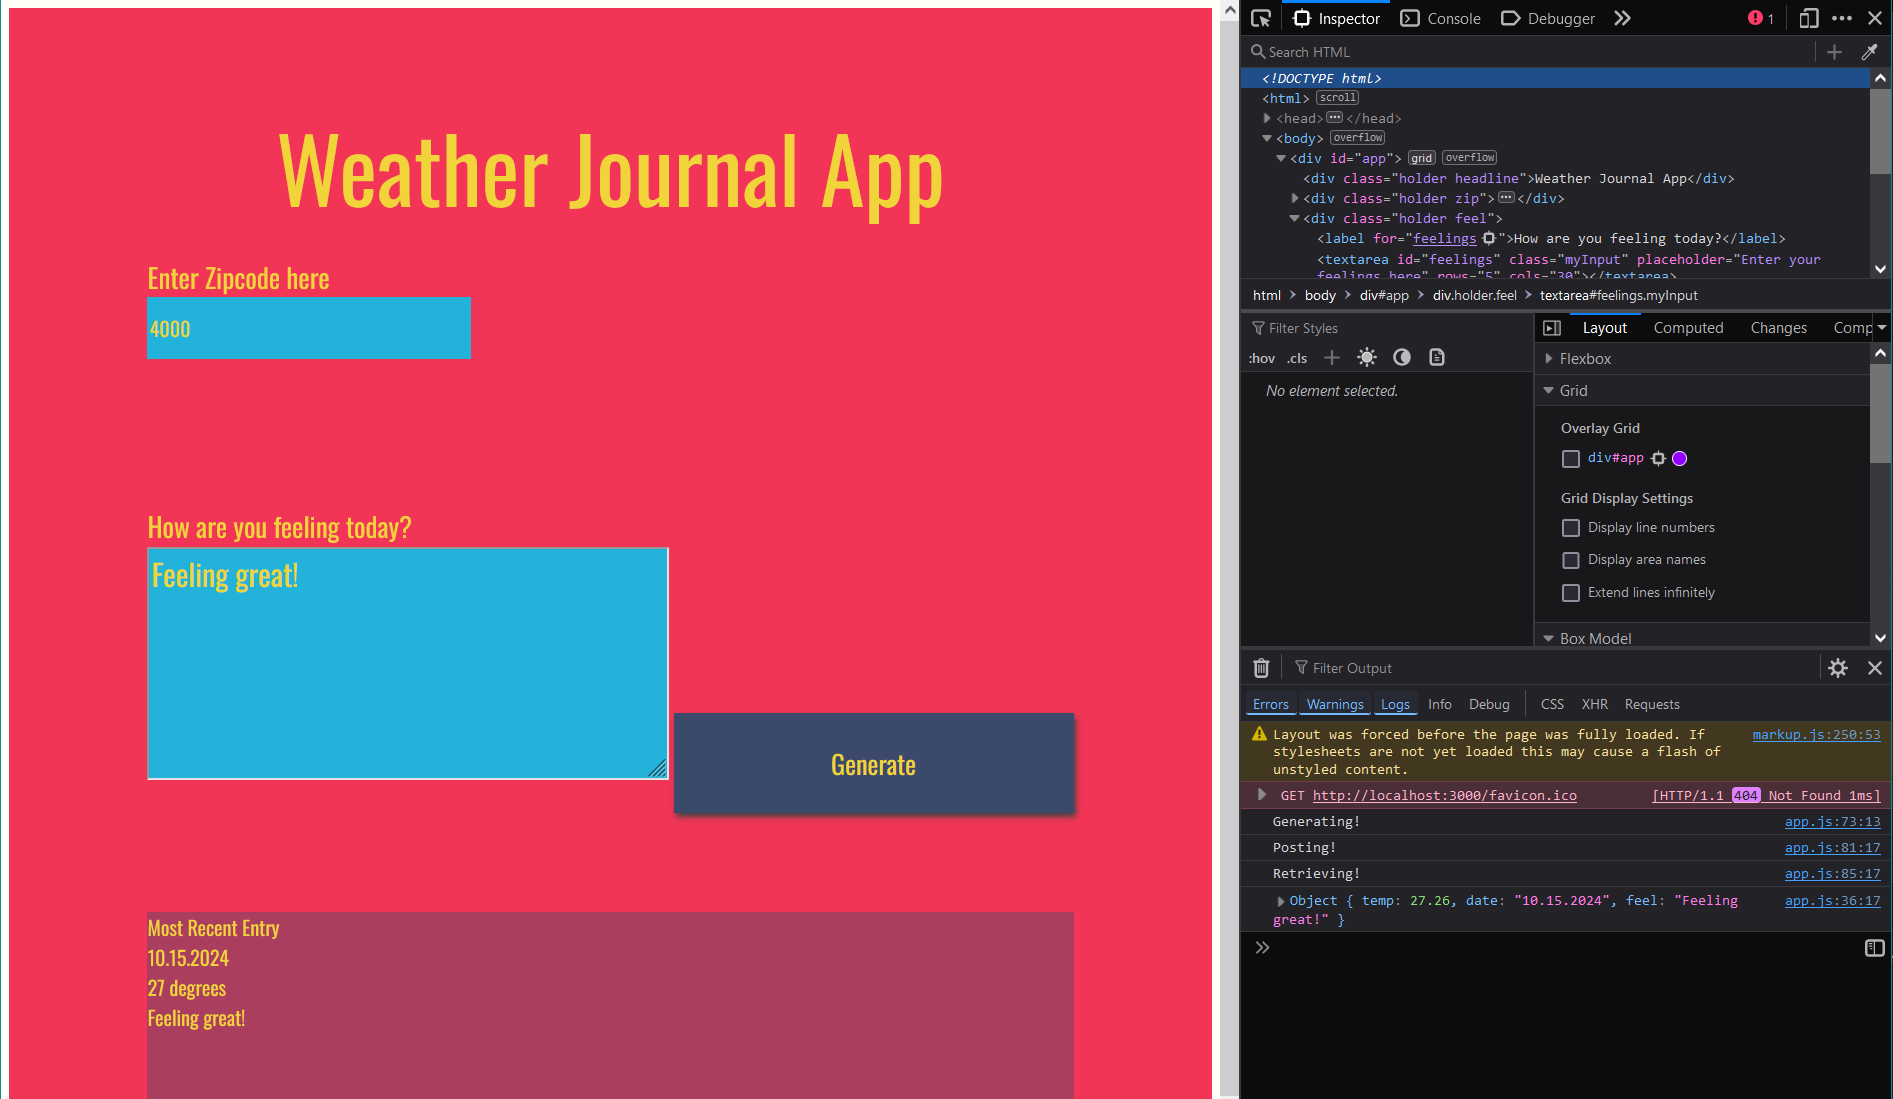 Weather Journal App
Enter Zipcode here
4000
How are you feeling today?
Feeling great!
Generate
Most Recent Entry
10.15.2024
27 degrees
Feeling great!
Inspector Console Debugger 1
Search HTML
<!DOCTYPE html>
<html> scroll
<head> ••• </head>
<body> overflow
<div id="app"> grid overflow
<div class="holder headline">Weather Journal App</div>
<div class="holder zip"> ••• </div>
<div class="holder feel">
<label for="feelings">How are you feeling today?</label>
<textarea id="feelings" class="myInput" placeholder="Enter your
feelings here" rows="5" cols="30"></textarea>
html > body > div#app > div.holder.feel > textarea#feelings.myInput
Filter Styles
:hov .cls
No element selected.
Layout Computed Changes Comp
Flexbox
Grid
Overlay Grid
div#app
Grid Display Settings
Display line numbers
Display area names
Extend lines infinitely
Box Model
Filter Output
Errors Warnings Logs Info Debug CSS XHR Requests
Layout was forced before the page was fully loaded. If markup.js:250:53
stylesheets are not yet loaded this may cause a flash of
unstyled content.
GET http://localhost:3000/favicon.ico [HTTP/1.1 404 Not Found 1ms]
Generating! app.js:73:13
Posting! app.js:81:17
Retrieving! app.js:85:17
Object { temp: 27.26, date: "10.15.2024", feel: "Feeling app.js:36:17
great!" }